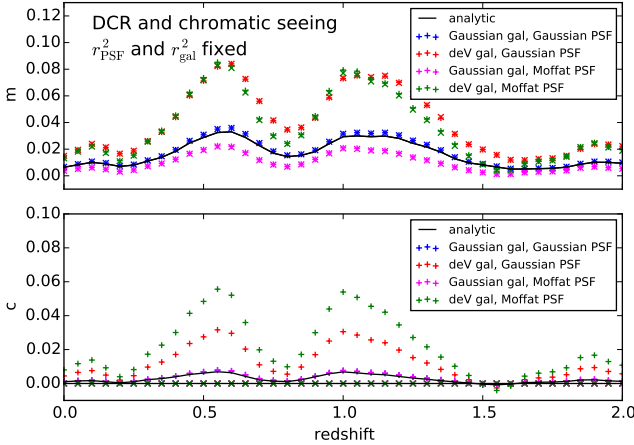 DCR and chromatic seeing
r²_PSF and r²_gal fixed
analytic
Gaussian gal, Gaussian PSF
deV gal, Gaussian PSF
Gaussian gal, Moffat PSF
deV gal, Moffat PSF
0.12
0.10
0.08
0.06
0.04
0.02
0.00
m
analytic
Gaussian gal, Gaussian PSF
deV gal, Gaussian PSF
Gaussian gal, Moffat PSF
deV gal, Moffat PSF
0.10
0.08
0.06
0.04
0.02
0.00
c
0.0 0.5 1.0 1.5 2.0
redshift